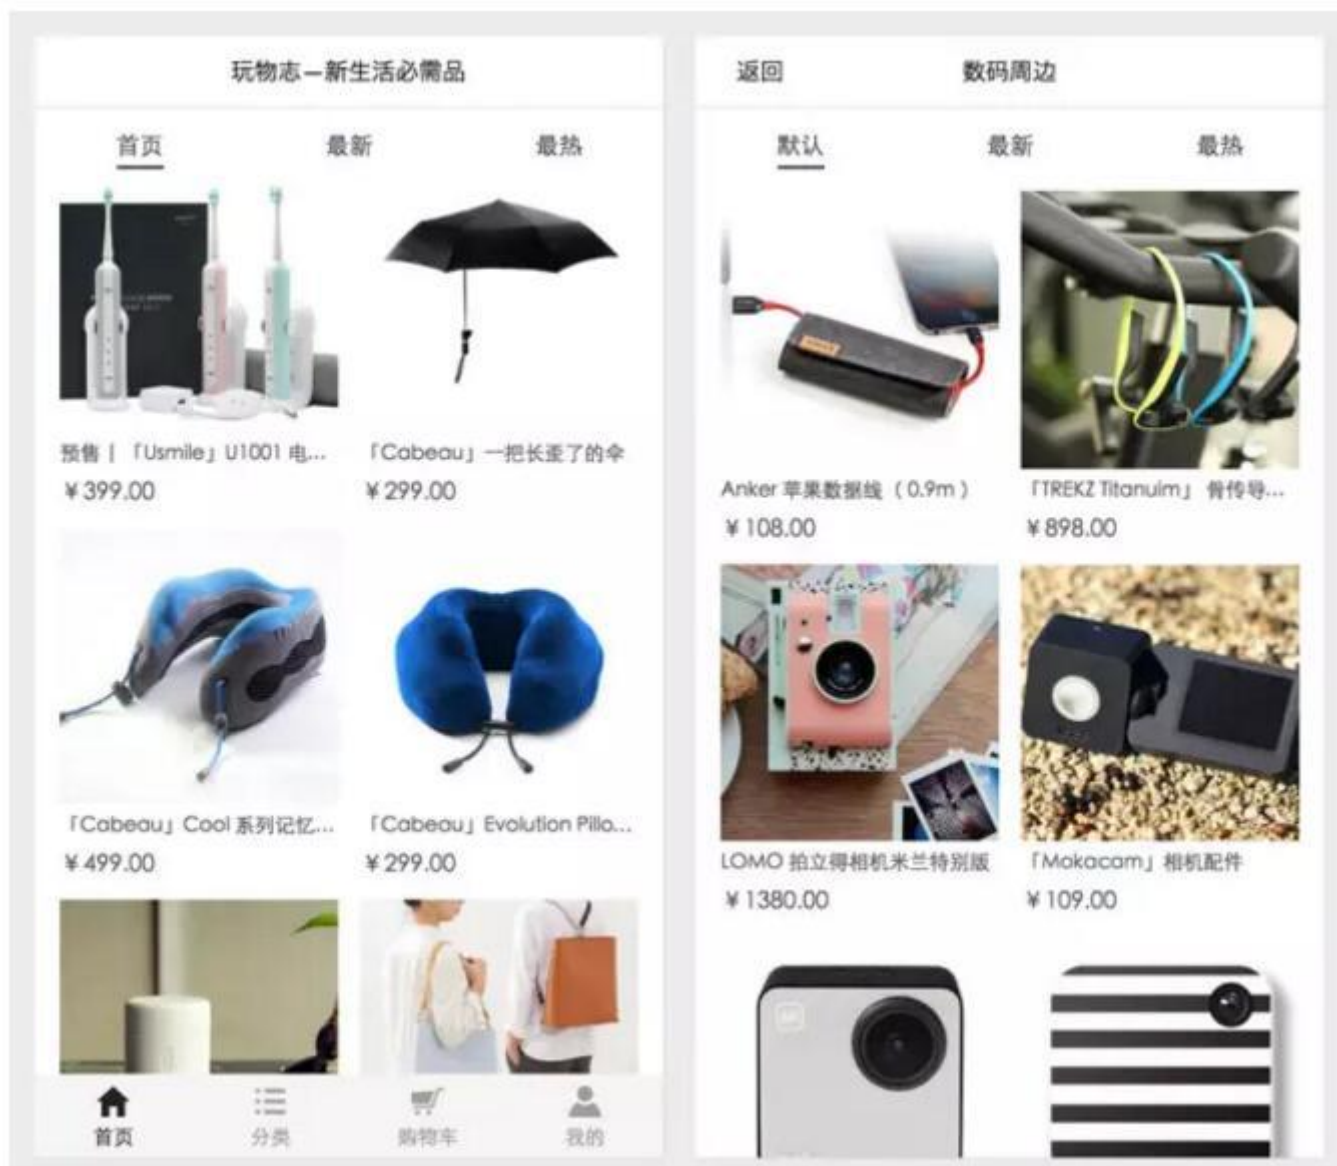 玩物志—新生活必需品
首页
最新
最热
预售丨「Usmile」U1001 电...
「Cabeau」一把长歪了的伞
¥399.00
¥299.00
「Cabeau」Cool 系列记忆...
「Cabeau」Evolution Pillo...
¥499.00
¥299.00
首页
分类
购物车
我的
返回
数码周边
默认
最新
最热
Anker 苹果数据线（0.9m）
「TREKZ Titanuim」 骨传导...
¥108.00
¥898.00
LOMO 拍立得相机米兰特别版
「Mokacam」相机配件
¥1380.00
¥109.00